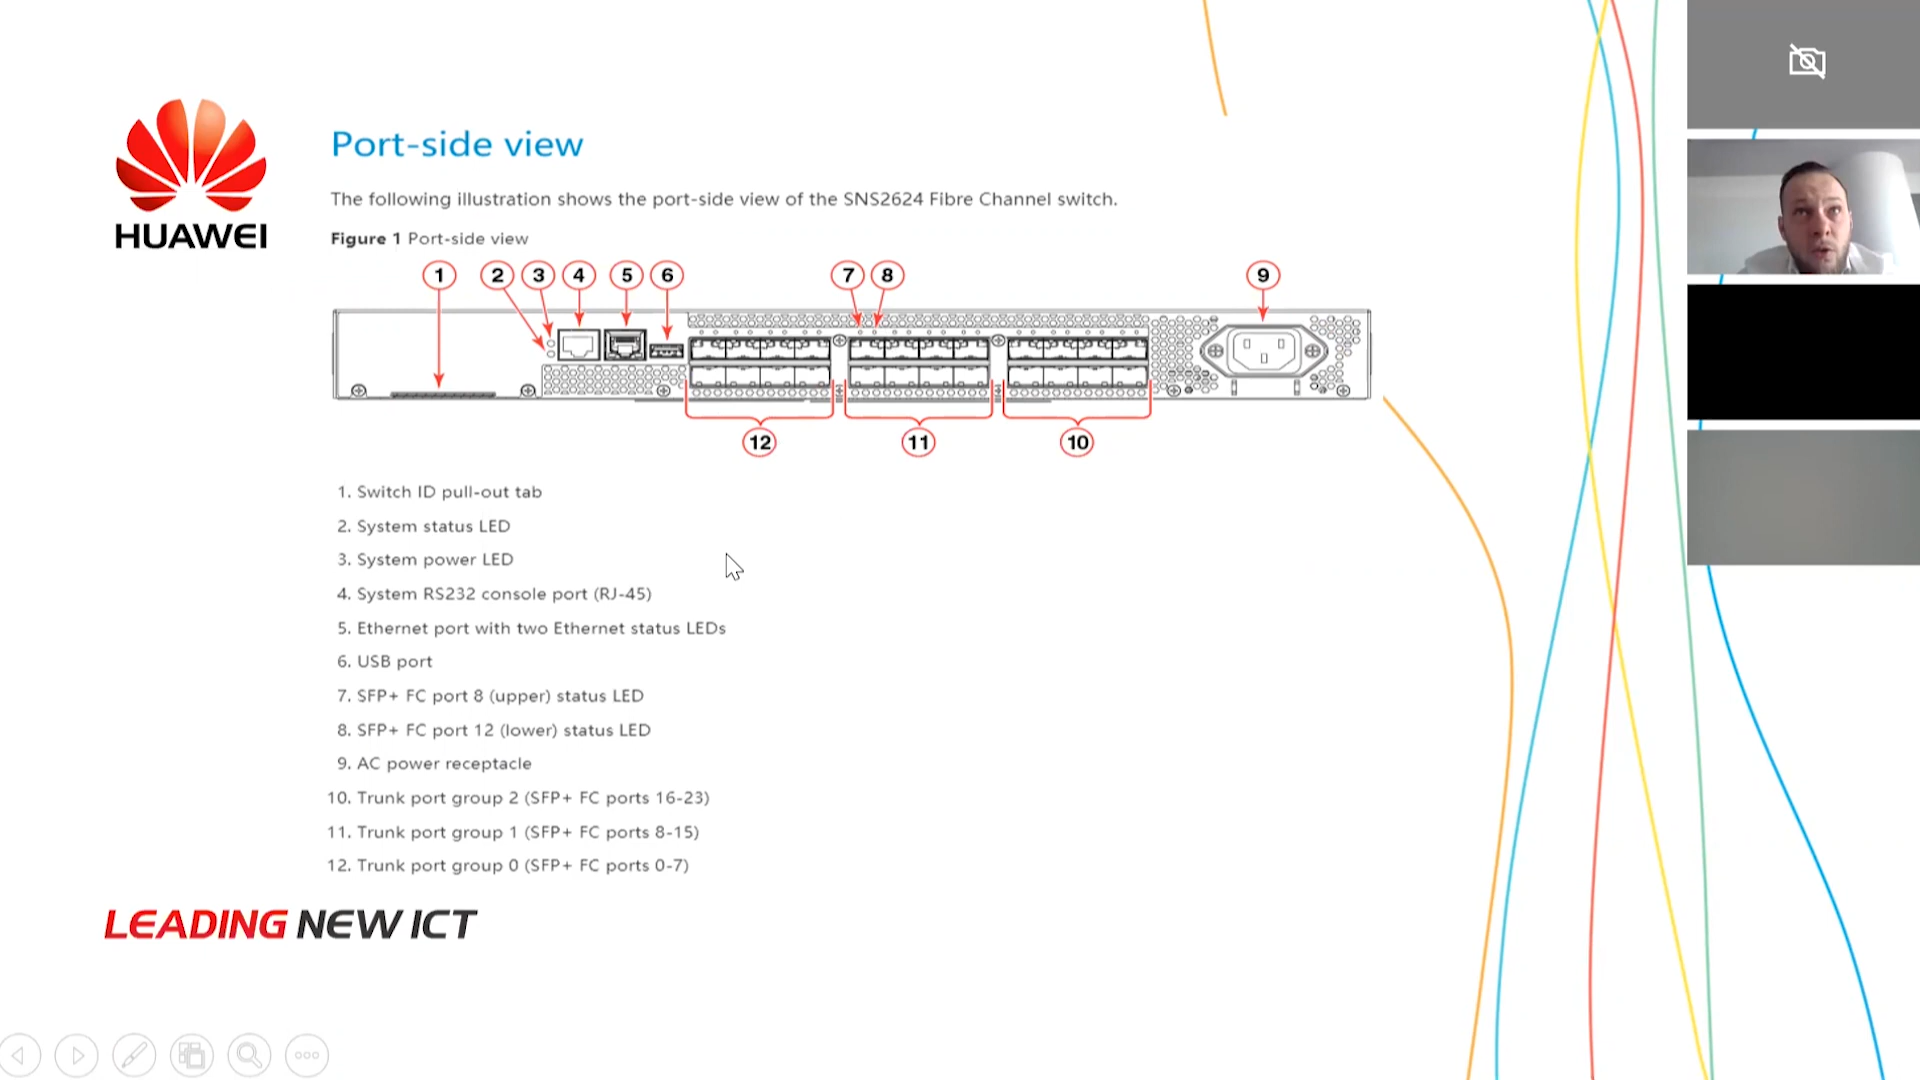 HUAWEI
Port-side view
The following illustration shows the port-side view of the SNS2624 Fibre Channel switch.
Figure 1 Port-side view
1 2 3 4 5 6 7 8 9
12 11 10
1. Switch ID pull-out tab
2. System status LED
3. System power LED
4. System RS232 console port (RJ-45)
5. Ethernet port with two Ethernet status LEDs
6. USB port
7. SFP+ FC port 8 (upper) status LED
8. SFP+ FC port 12 (lower) status LED
9. AC power receptacle
10. Trunk port group 2 (SFP+ FC ports 16-23)
11. Trunk port group 1 (SFP+ FC ports 8-15)
12. Trunk port group 0 (SFP+ FC ports 0-7)
LEADING NEW ICT